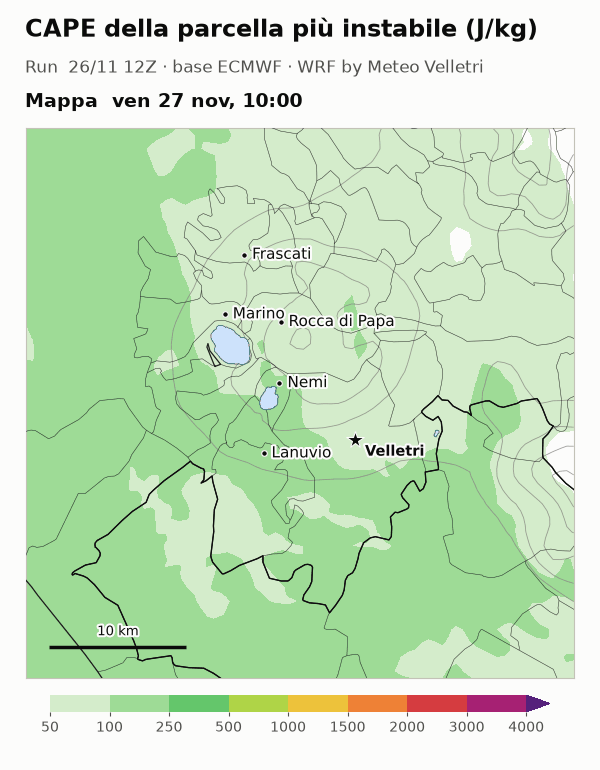 CAPE della parcella più instabile (J/kg)
Run  26/11 12Z · base ECMWF · WRF by Meteo Velletri
Mappa  ven 27 nov, 10:00
Frascati
Marino
Rocca di Papa
Nemi
Velletri
Lanuvio
10 km
50 100 250 500 1000 1500 2000 3000 4000